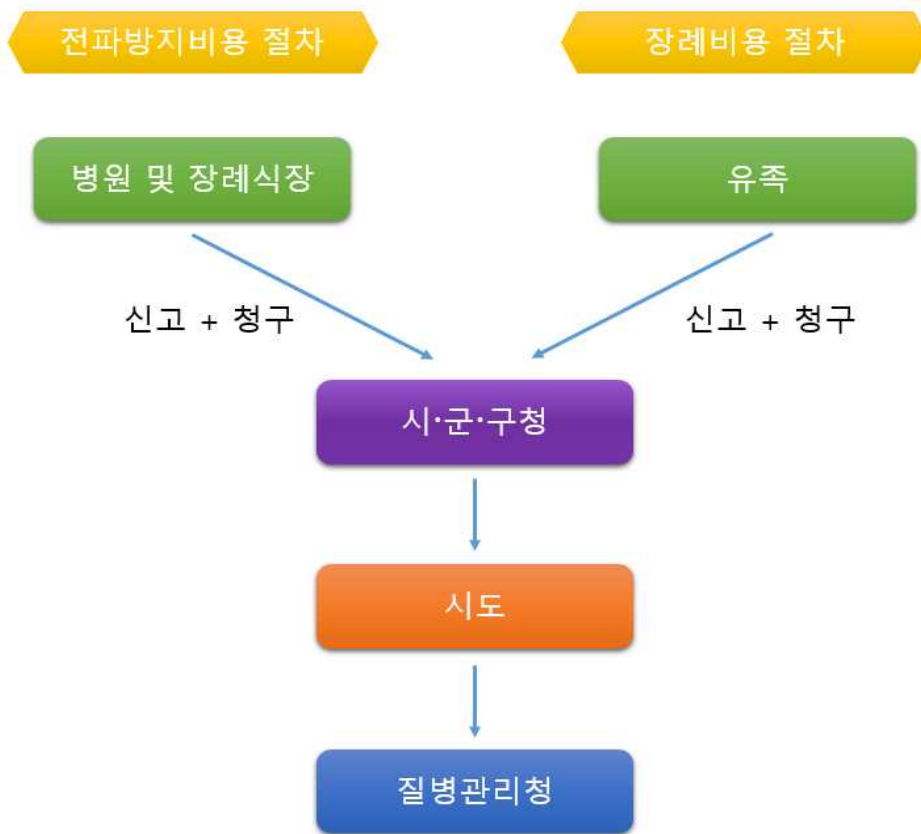 전파방지비용 절차
장례비용 절차
병원 및 장례식장
유족
신고 + 청구
신고 + 청구
시·군·구청
시도
질병관리청